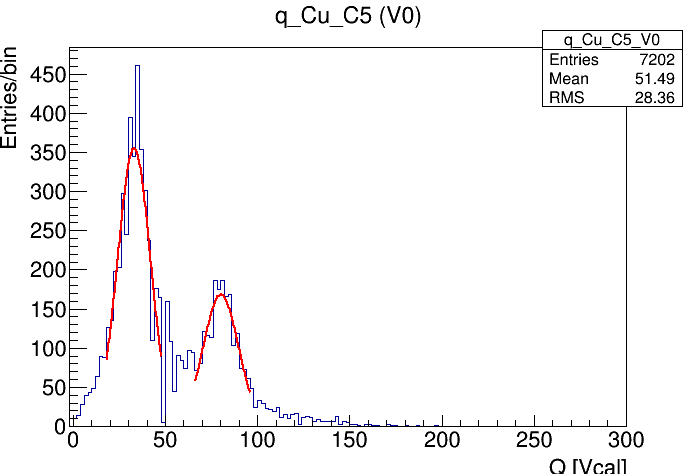 q_Cu_C5 (V0)
q_Cu_C5_V0
Entries 7202
Mean 51.49
RMS 28.36
Entries/bin
450
400
350
300
250
200
150
100
50
0
0 50 100 150 200 250 300
Q [Vcal]